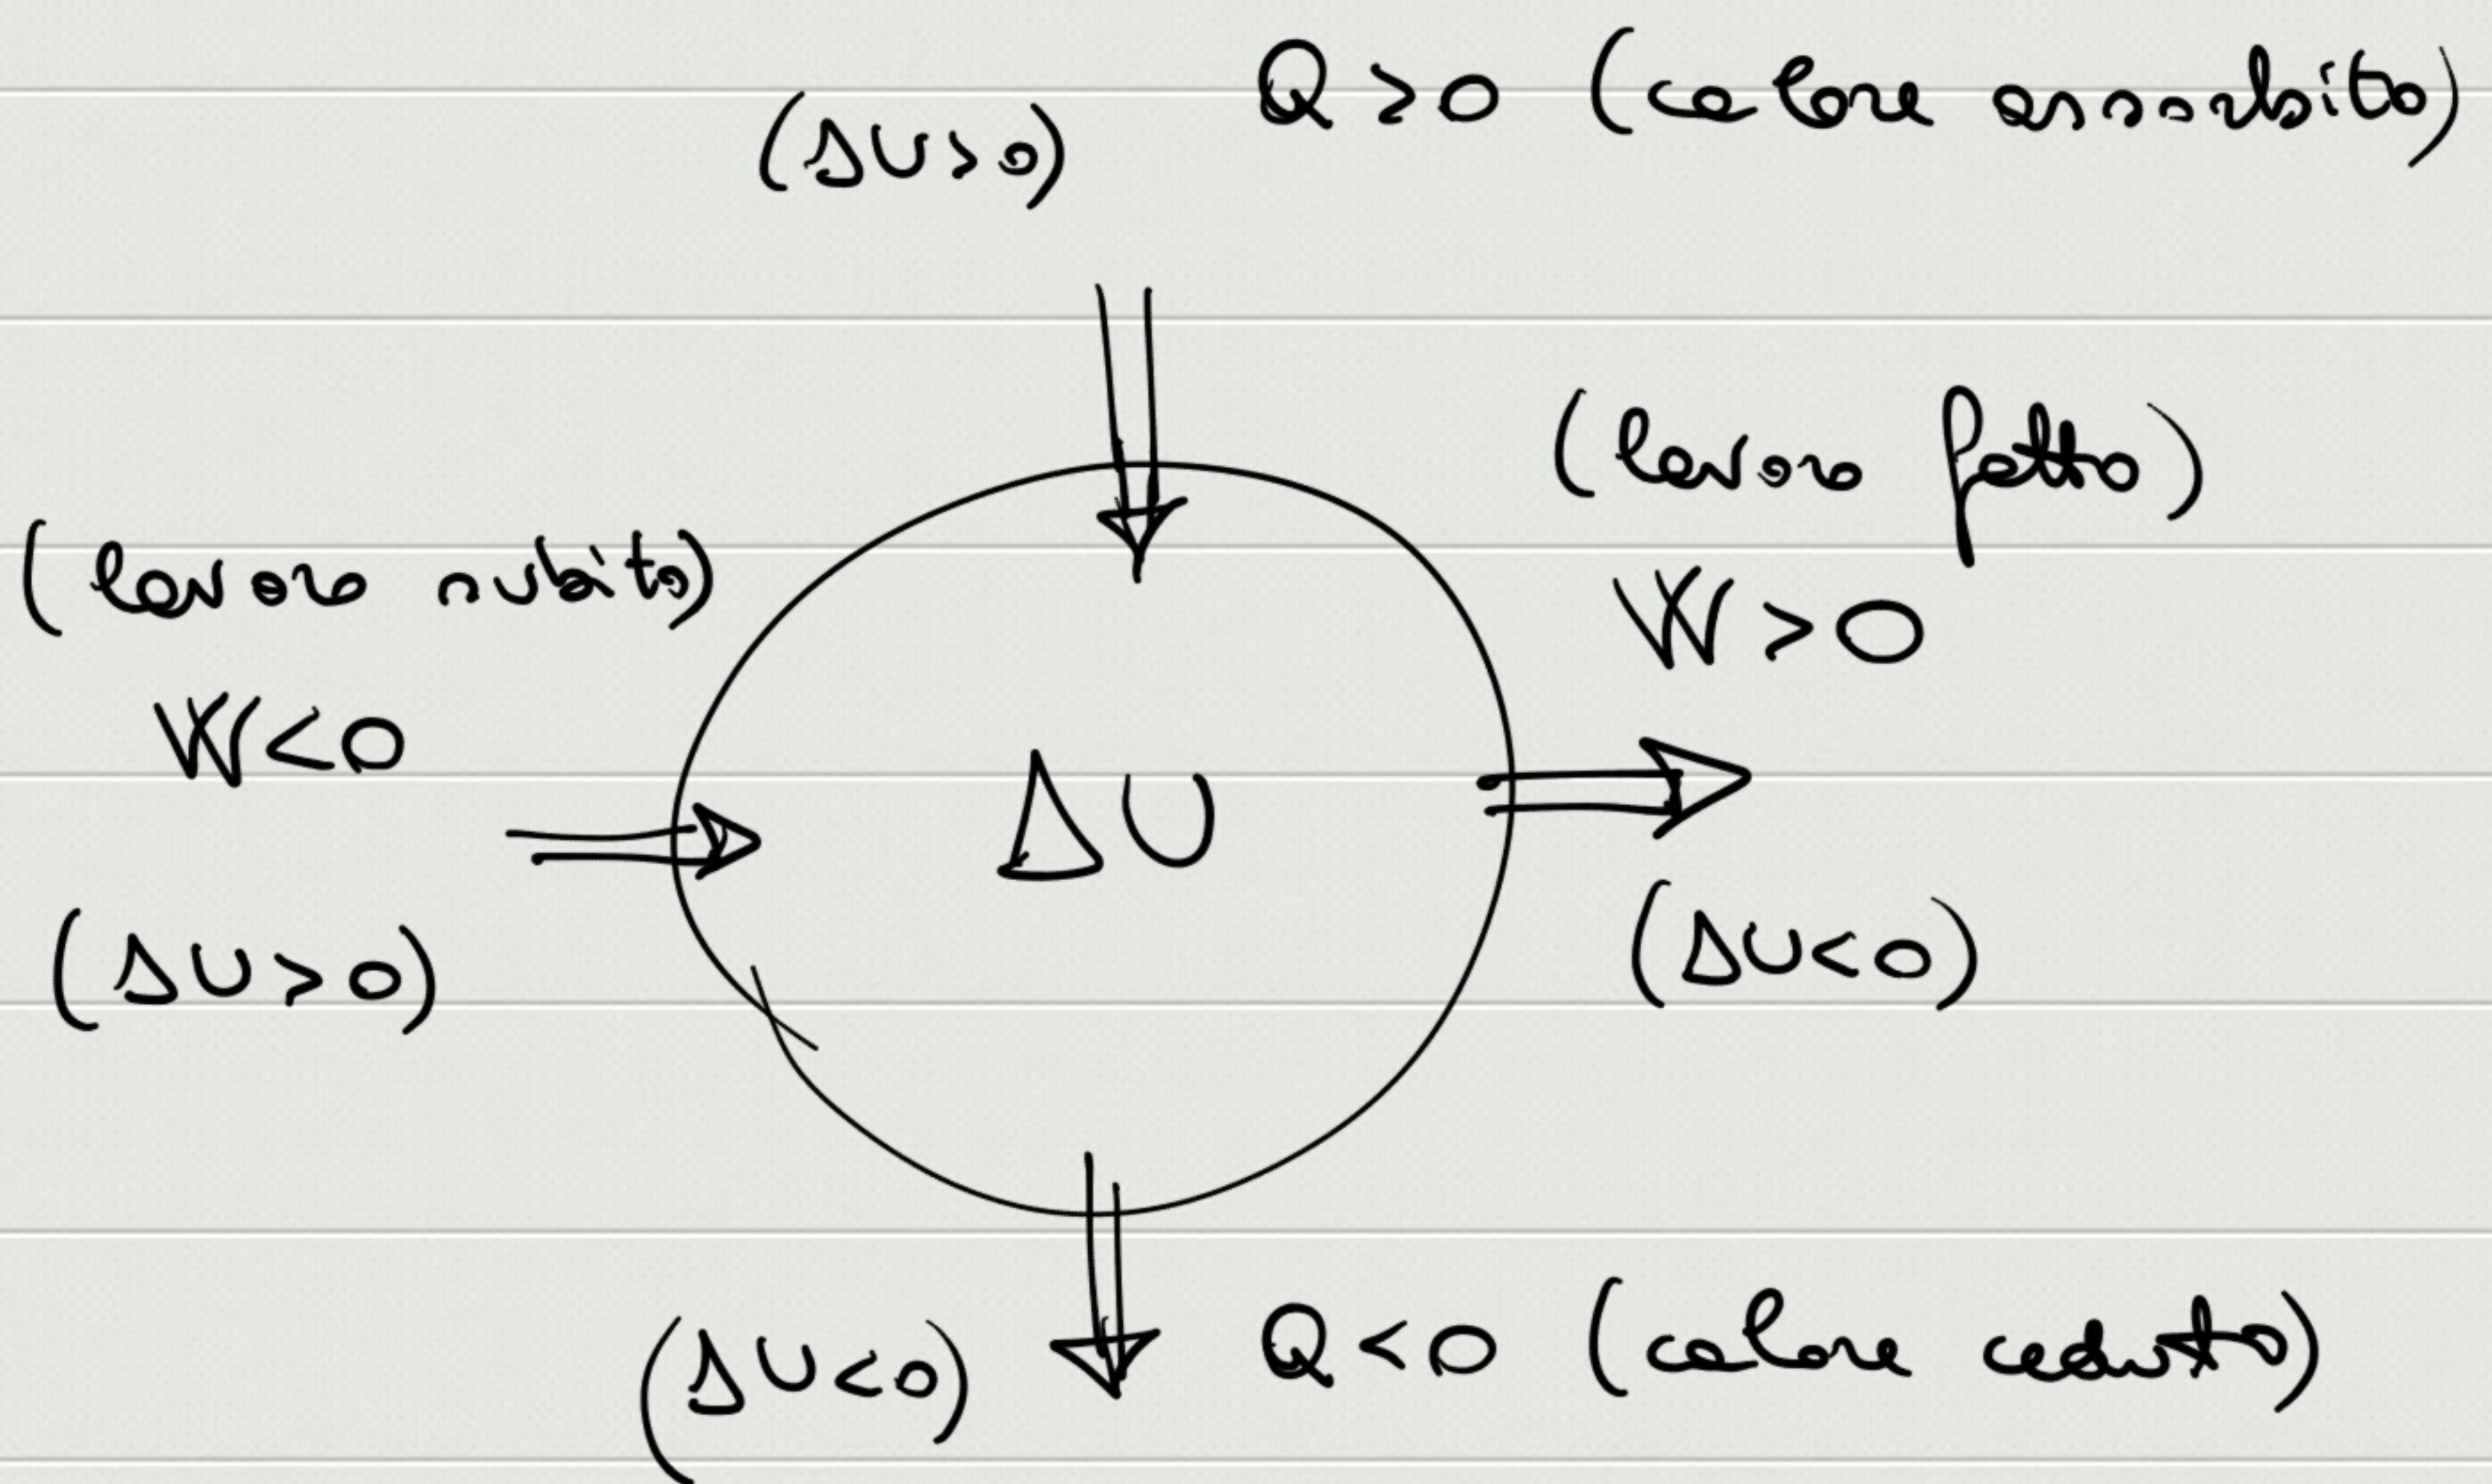 Q > 0 (calore assorbito)
(ΔU > 0)
(lavoro fatto)
(lavoro subito)
W > 0
W < 0
ΔU
(ΔU < 0)
(ΔU > 0)
Q < 0 (calore ceduto)
(ΔU < 0)